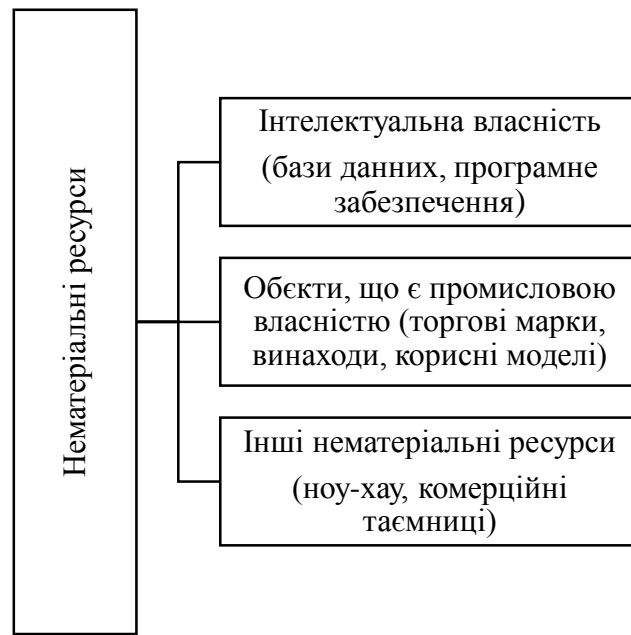 Нематеріальні ресурси
Інтелектуальна власність
(бази данних, програмне
забезпечення)
Обєкти, що є промисловою
власністю (торгові марки,
винаходи, корисні моделі)
Інші нематеріальні ресурси
(ноу-хау, комерційні
таємниці)